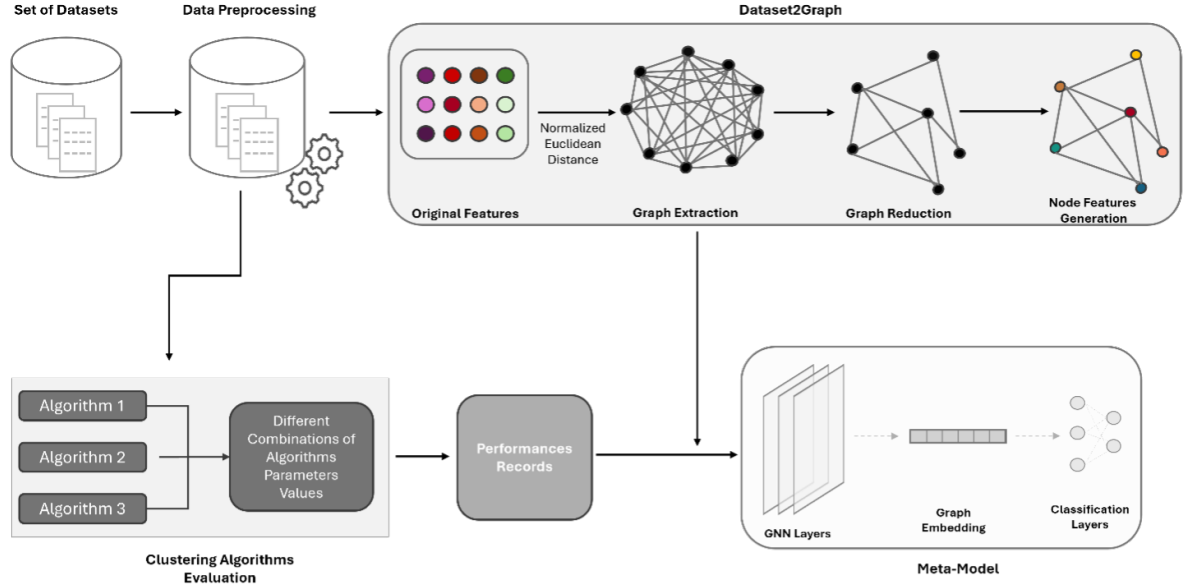 Set of Datasets
Data Preprocessing
Dataset2Graph
Normalized
Euclidean
Distance
Original Features
Graph Extraction
Graph Reduction
Node Features
Generation
Algorithm 1
Algorithm 2
Algorithm 3
Different
Combinations of
Algorithms
Parameters
Values
Clustering Algorithms
Evaluation
Performances
Records
GNN Layers
Graph
Embedding
Classification
Layers
Meta-Model